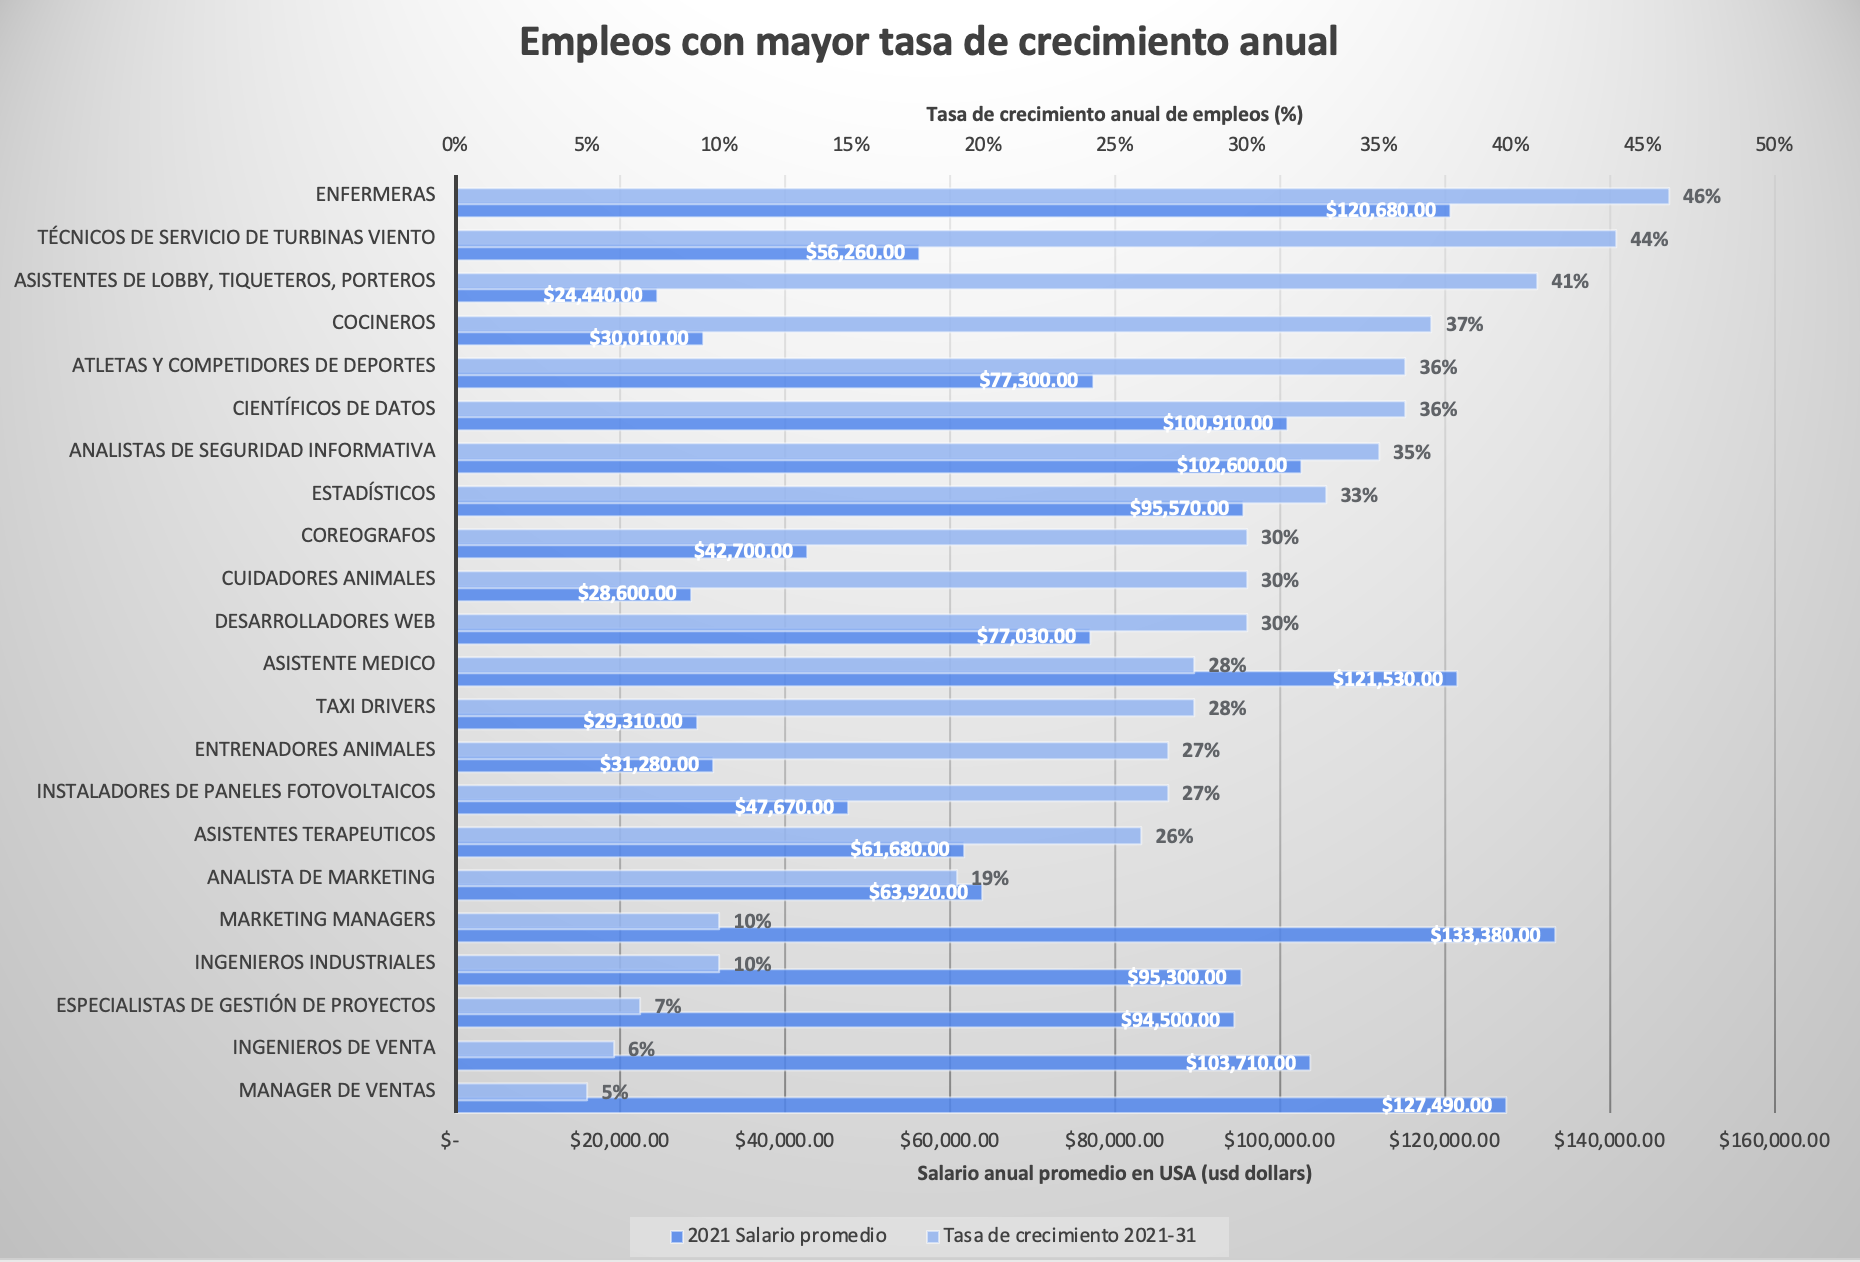 Empleos con mayor tasa de crecimiento anual
Tasa de crecimiento anual de empleos (%)
0% 5% 10% 15% 20% 25% 30% 35% 40% 45% 50%
ENFERMERAS 46%
$120,680.00
TÉCNICOS DE SERVICIO DE TURBINAS VIENTO 44%
$56,260.00
ASISTENTES DE LOBBY, TIQUETEROS, PORTEROS 41%
$24,440.00
COCINEROS 37%
$30,010.00
ATLETAS Y COMPETIDORES DE DEPORTES 36%
$77,300.00
CIENTÍFICOS DE DATOS 36%
$100,910.00
ANALISTAS DE SEGURIDAD INFORMATIVA 35%
$102,600.00
ESTADÍSTICOS 33%
$95,570.00
COREOGRAFOS 30%
$42,700.00
CUIDADORES ANIMALES 30%
$28,600.00
DESARROLLADORES WEB 30%
$77,030.00
ASISTENTE MEDICO 28%
$121,530.00
TAXI DRIVERS 28%
$29,310.00
ENTRENADORES ANIMALES 27%
$31,280.00
INSTALADORES DE PANELES FOTOVOLTAICOS 27%
$47,670.00
ASISTENTES TERAPEUTICOS 26%
$61,680.00
ANALISTA DE MARKETING 19%
$63,920.00
MARKETING MANAGERS 10%
$133,380.00
INGENIEROS INDUSTRIALES 10%
$95,300.00
ESPECIALISTAS DE GESTIÓN DE PROYECTOS 7%
$94,500.00
INGENIEROS DE VENTA 6%
$103,710.00
MANAGER DE VENTAS 5%
$127,490.00
$- $20,000.00 $40,000.00 $60,000.00 $80,000.00 $100,000.00 $120,000.00 $140,000.00 $160,000.00
Salario anual promedio en USA (usd dollars)
2021 Salario promedio Tasa de crecimiento 2021-31